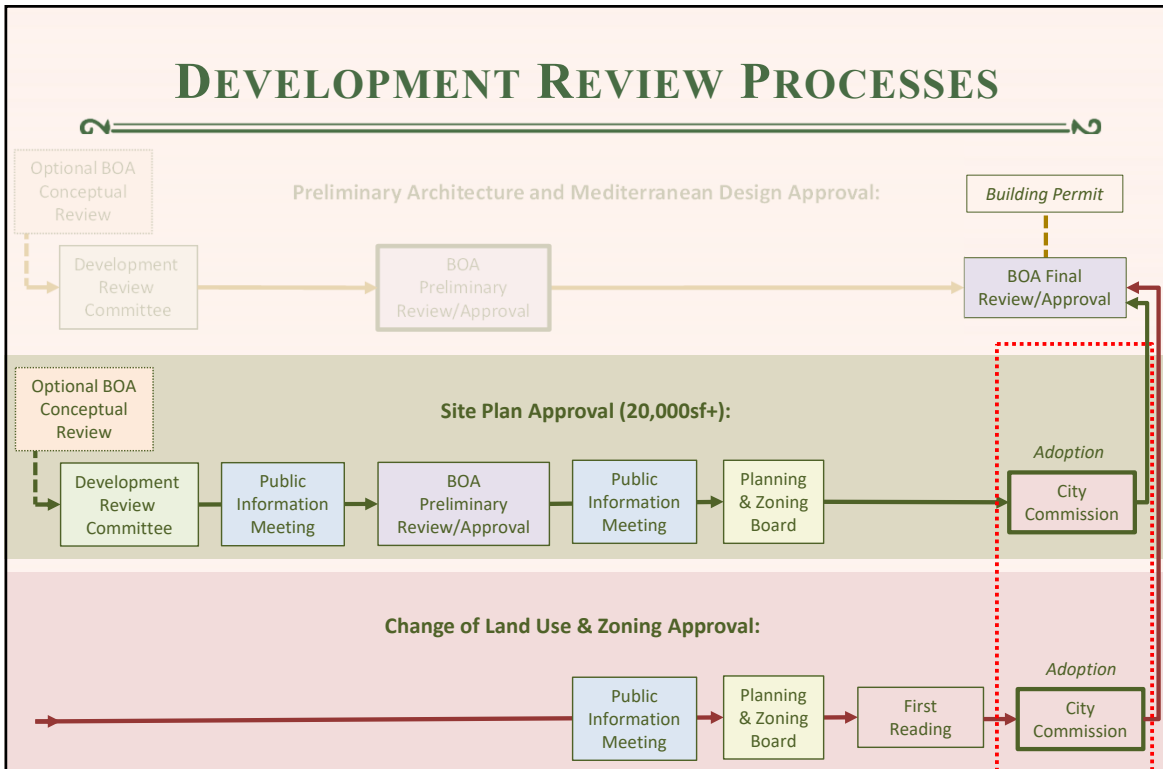 DEVELOPMENT REVIEW PROCESSES
Optional BOA
Conceptual
Review
Preliminary Architecture and Mediterranean Design Approval:
Building Permit
Development
Review
Committee
BOA
Preliminary
Review/Approval
BOA Final
Review/Approval
Optional BOA
Conceptual
Review
Site Plan Approval (20,000sf+):
Development
Review
Committee
Public
Information
Meeting
BOA
Preliminary
Review/Approval
Public
Information
Meeting
Planning
& Zoning
Board
Adoption
City
Commission
Change of Land Use & Zoning Approval:
Public
Information
Meeting
Planning
& Zoning
Board
First
Reading
Adoption
City
Commission